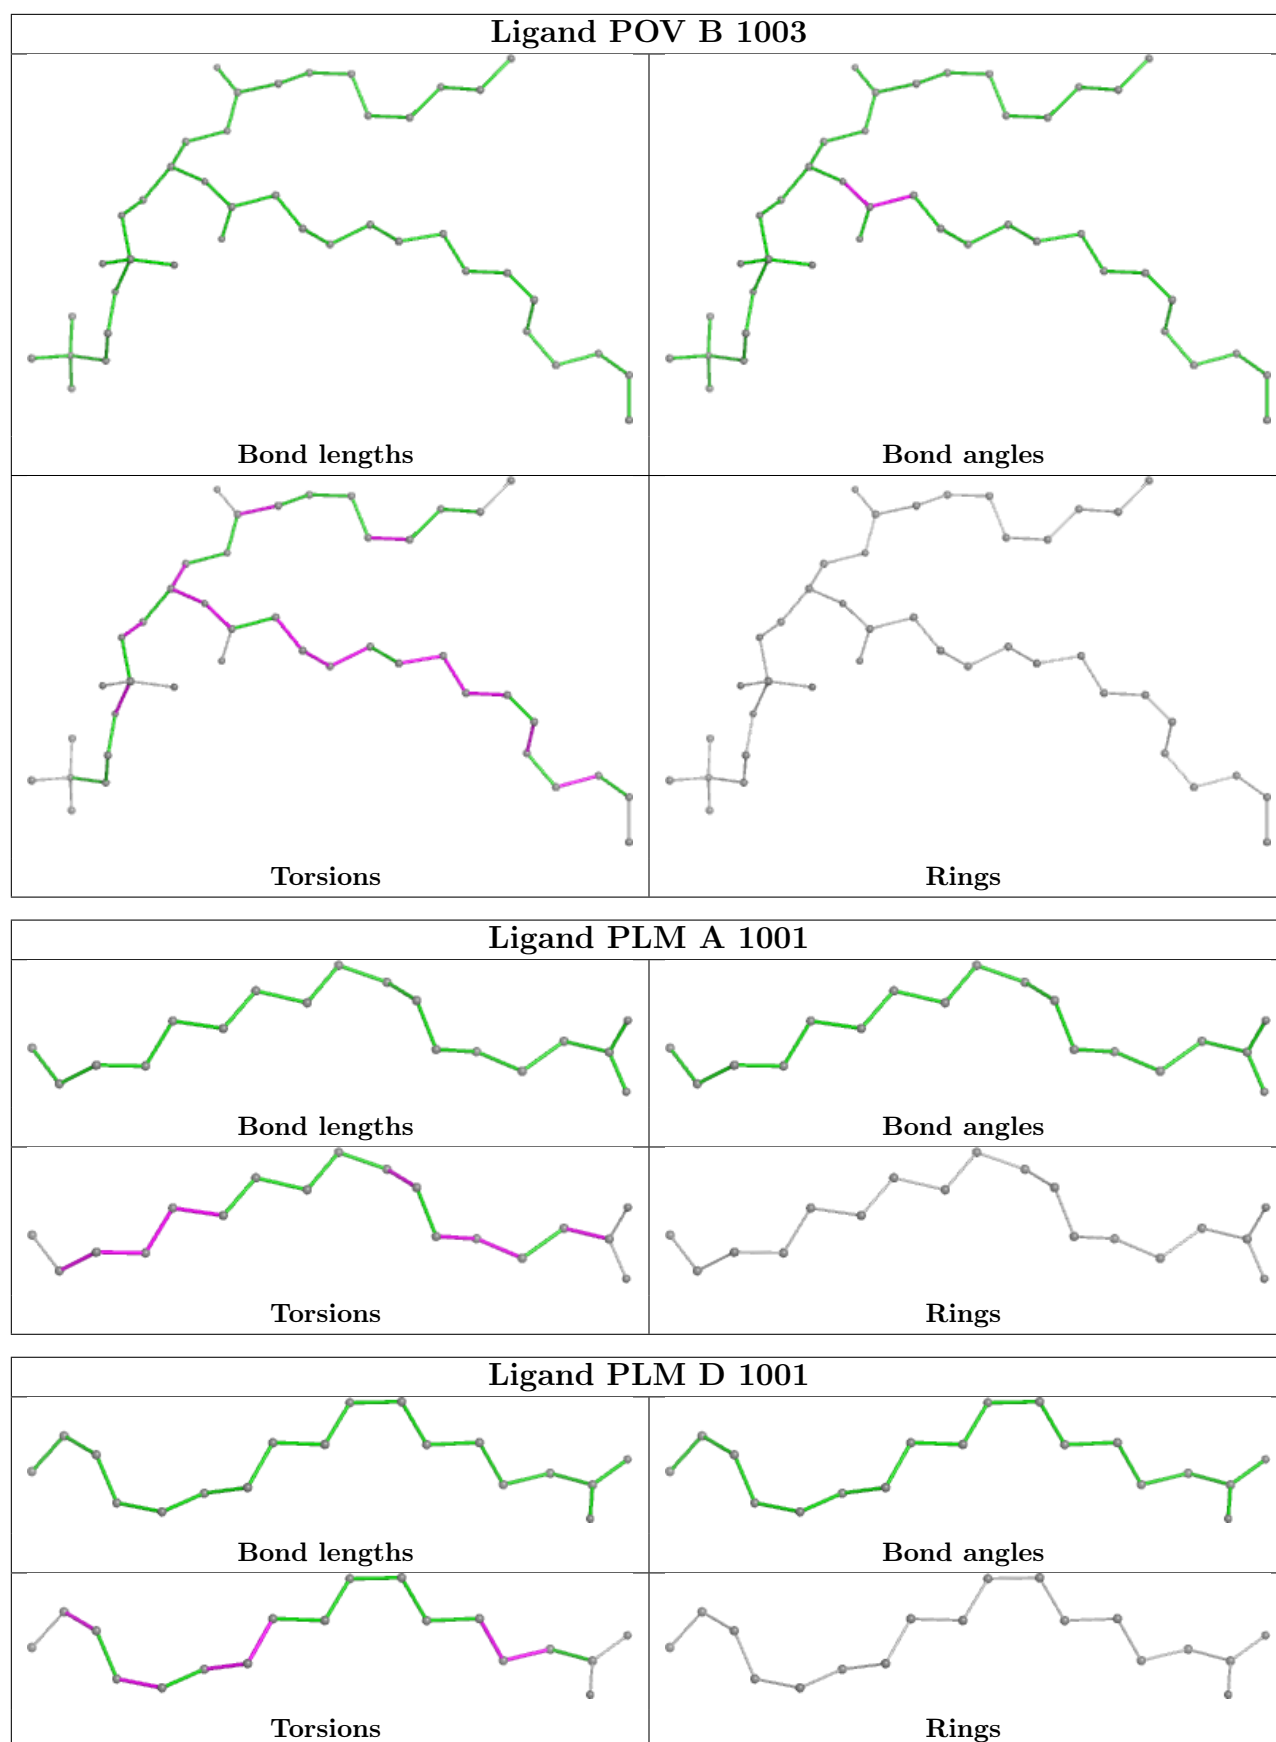 Ligand POV B 1003
Bond lengths
Bond angles
Torsions
Rings
Ligand PLM A 1001
Bond lengths
Bond angles
Torsions
Rings
Ligand PLM D 1001
Bond lengths
Bond angles
Torsions
Rings